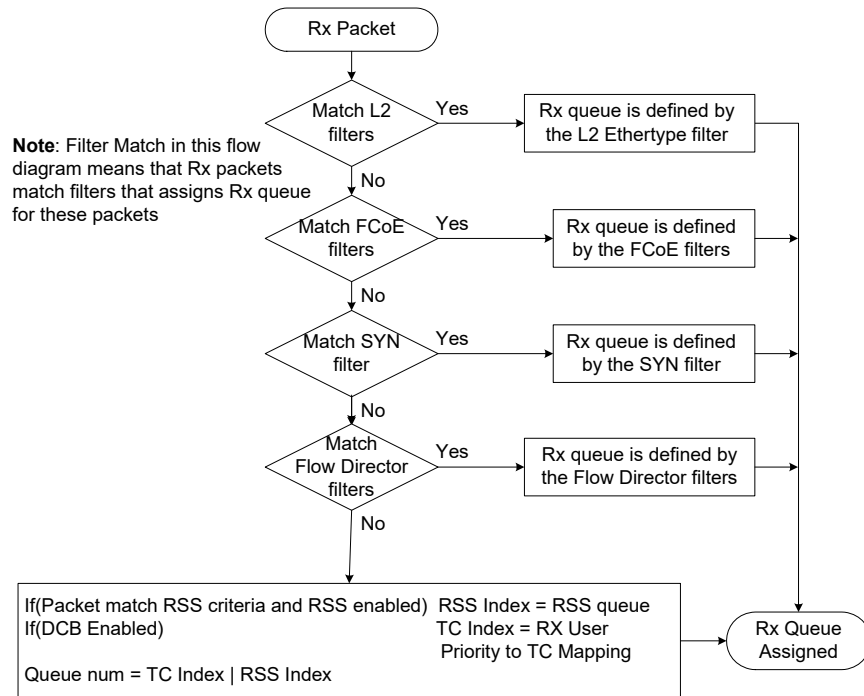 Rx Packet
Match L2
filters
Yes
Rx queue is defined by
the L2 Ethertype filter
Note: Filter Match in this flow
diagram means that Rx packets
match filters that assigns Rx queue
for these packets
No
Match FCoE
filters
Yes
Rx queue is defined
by the FCoE filters
No
Match SYN
filter
Yes
Rx queue is defined
by the SYN filter
No
Match
Flow Director
filters
Yes
Rx queue is defined by
the Flow Director filters
No
If(Packet match RSS criteria and RSS enabled) RSS Index = RSS queue
If(DCB Enabled) TC Index = RX User
Priority to TC Mapping
Queue num = TC Index | RSS Index
Rx Queue
Assigned